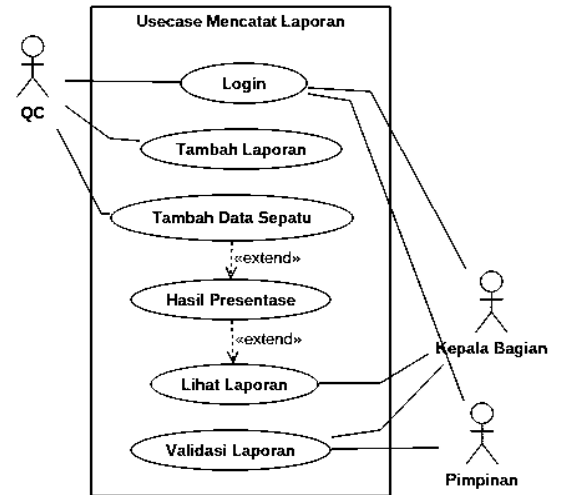 Usecase Mencatat Laporan
Login
QC
Tambah Laporan
Tambah Data Sepatu
«extend»
Hasil Presentase
«extend»
Kepala Bagian
Lihat Laporan
Validasi Laporan
Pimpinan